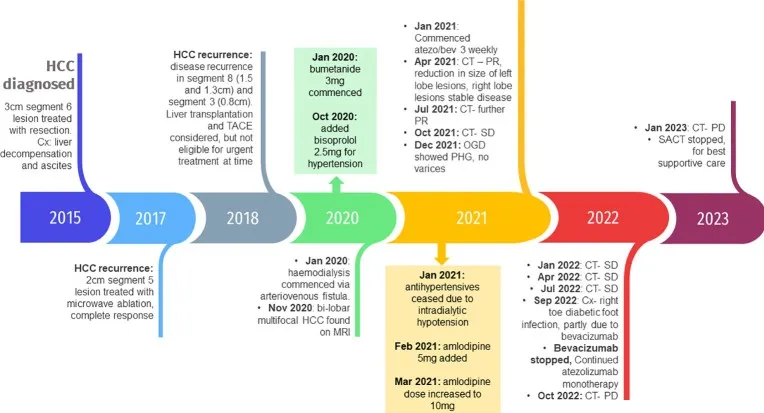 HCC
diagnosed
3cm segment 6
lesion treated
with resection.
Cx: liver
decompensation
and ascites
2015
2017
HCC recurrence:
2cm segment 5
lesion treated with
microwave ablation,
complete response
HCC recurrence:
disease recurrence
in segment 8 (1.5
and 1.3cm) and
segment 3 (0.8cm).
Liver transplantation
and TACE
considered, but not
eligible for urgent
treatment at time
2018
Jan 2020:
bumetanide
3mg
commenced
Oct 2020:
added
bisoprolol
2.5mg for
hypertension
2020
• Jan 2020:
haemodialysis
commenced via
arteriovenous fistula.
• Nov 2020: bi-lobar
multifocal HCC found
on MRI
• Jan 2021:
Commenced
atezo/bev 3 weekly
• Apr 2021: CT – PR,
reduction in size of left
lobe lesions, right lobe
lesions stable disease
• Jul 2021: CT- further
PR
• Oct 2021: CT- SD
• Dec 2021: OGD
showed PHG, no
varices
2021
Jan 2021:
antihypertensives
ceased due to
intradialytic
hypotension
Feb 2021: amlodipine
5mg added
Mar 2021: amlodipine
dose increased to
10mg
2022
• Jan 2022: CT- SD
• Apr 2022: CT- SD
• Jul 2022: CT- SD
• Sep 2022: Cx- right
toe diabetic foot
infection, partly due to
bevacizumab
• Bevacizumab
stopped, Continued
atezolizumab
monotherapy
• Oct 2022: CT- PD
• Jan 2023: CT- PD
• SACT stopped,
for best
supportive care
2023